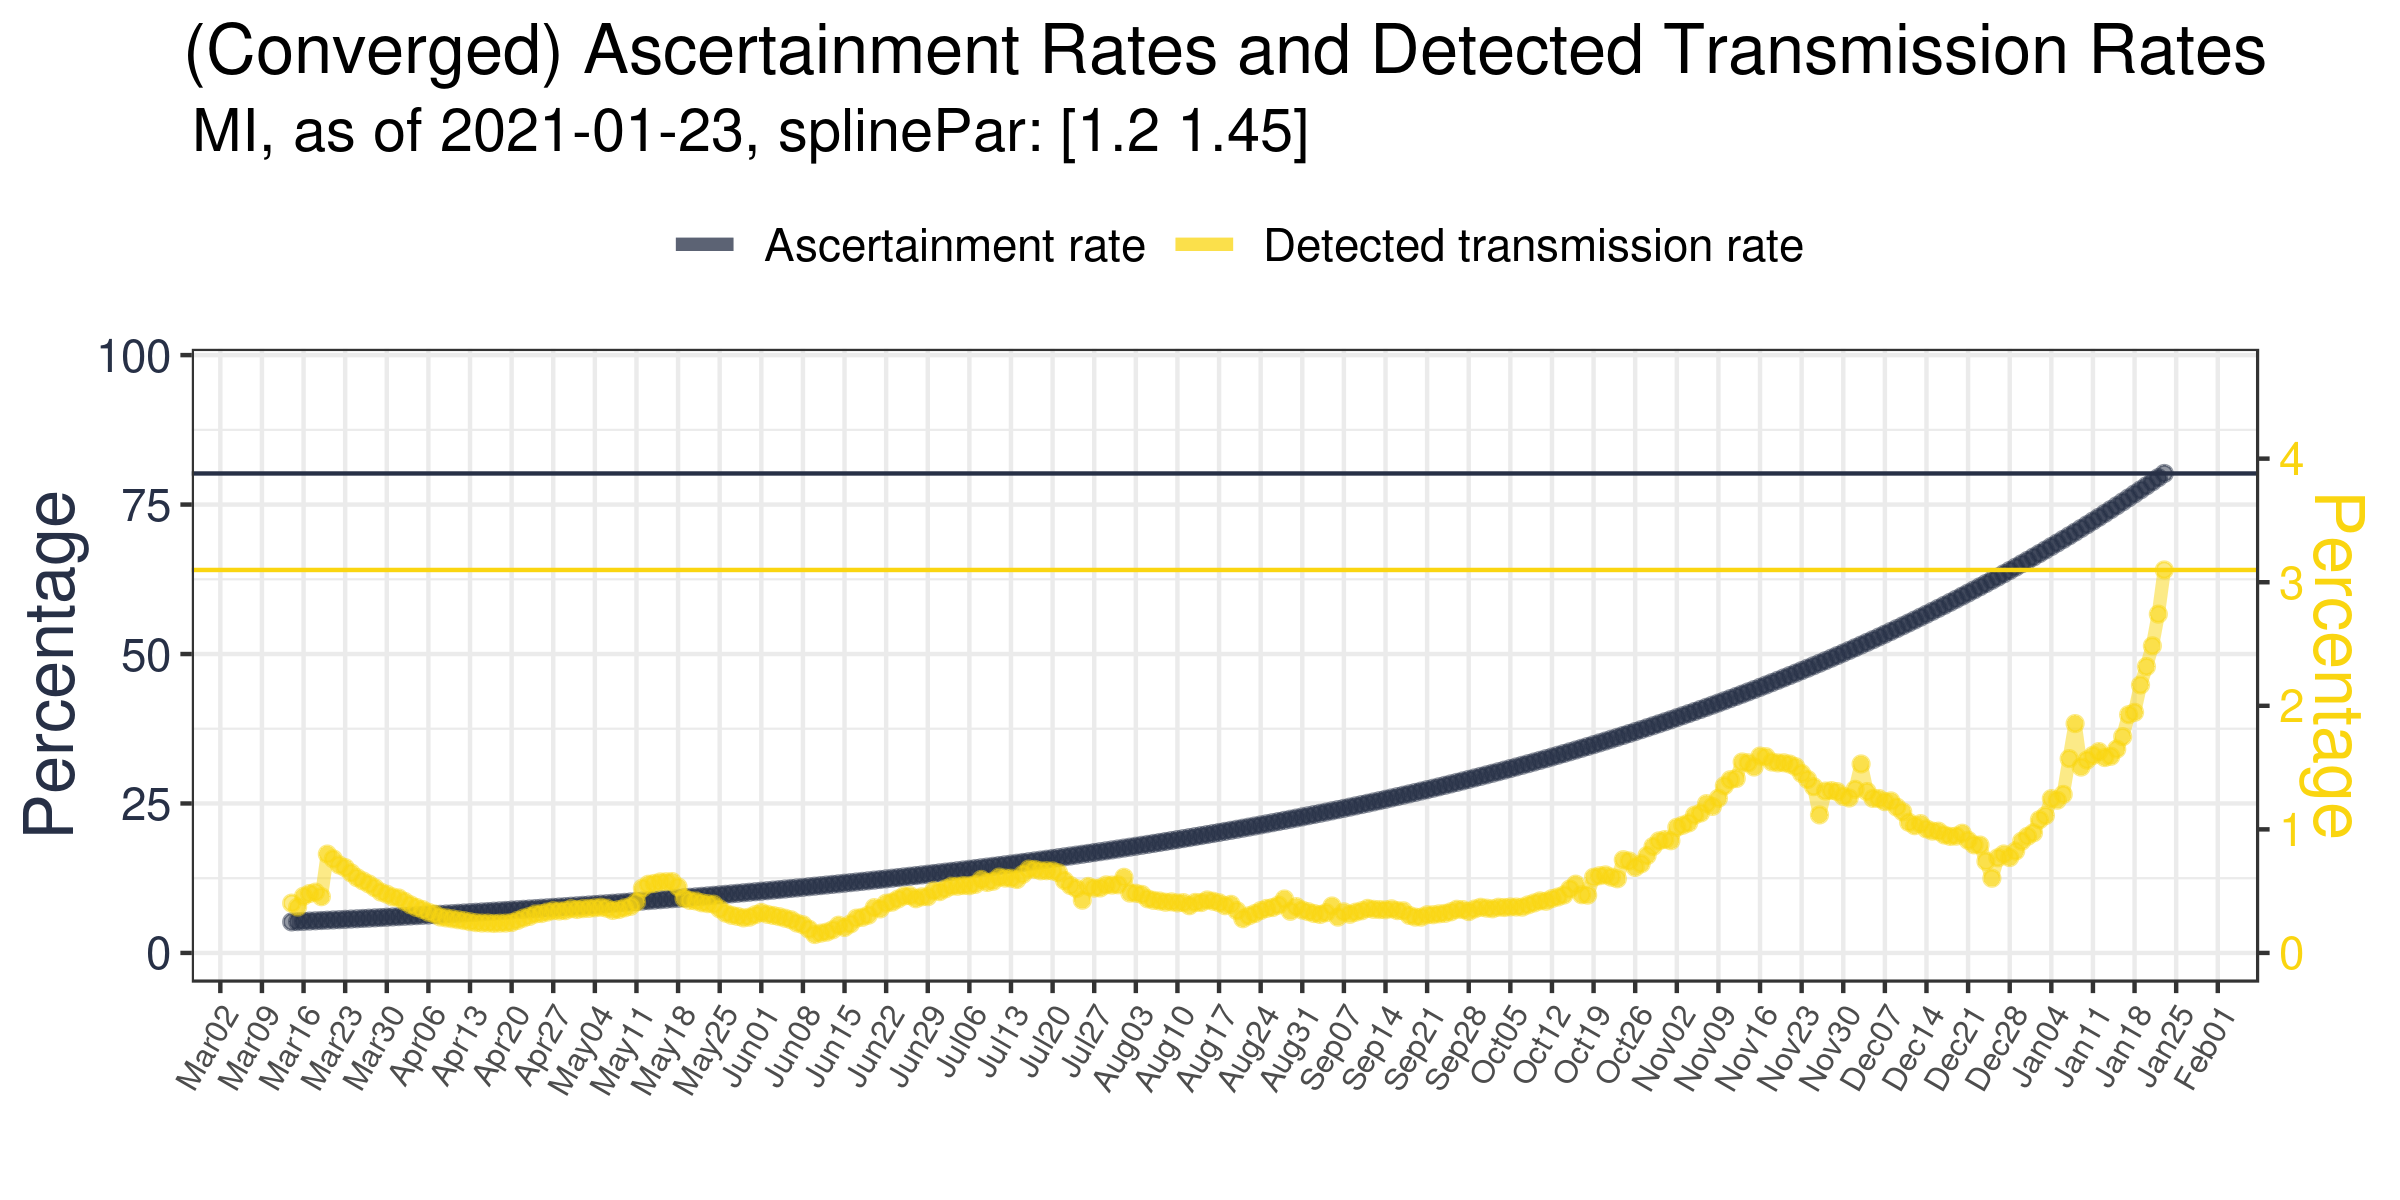 (Converged) Ascertainment Rates and Detected Transmission Rates
MI, as of 2021-01-23, splinePar: [1.2 1.45]
Ascertainment rate
Detected transmission rate
Percentage
100
75
50
25
0
4
3
2
1
0
Percentage
Mar02
Mar09
Mar16
Mar23
Mar30
Apr06
Apr13
Apr20
Apr27
May04
May11
May18
May25
Jun01
Jun08
Jun15
Jun22
Jun29
Jul06
Jul13
Jul20
Jul27
Aug03
Aug10
Aug17
Aug24
Aug31
Sep07
Sep14
Sep21
Sep28
Oct05
Oct12
Oct19
Oct26
Nov02
Nov09
Nov16
Nov23
Nov30
Dec07
Dec14
Dec21
Dec28
Jan04
Jan11
Jan18
Jan25
Feb01